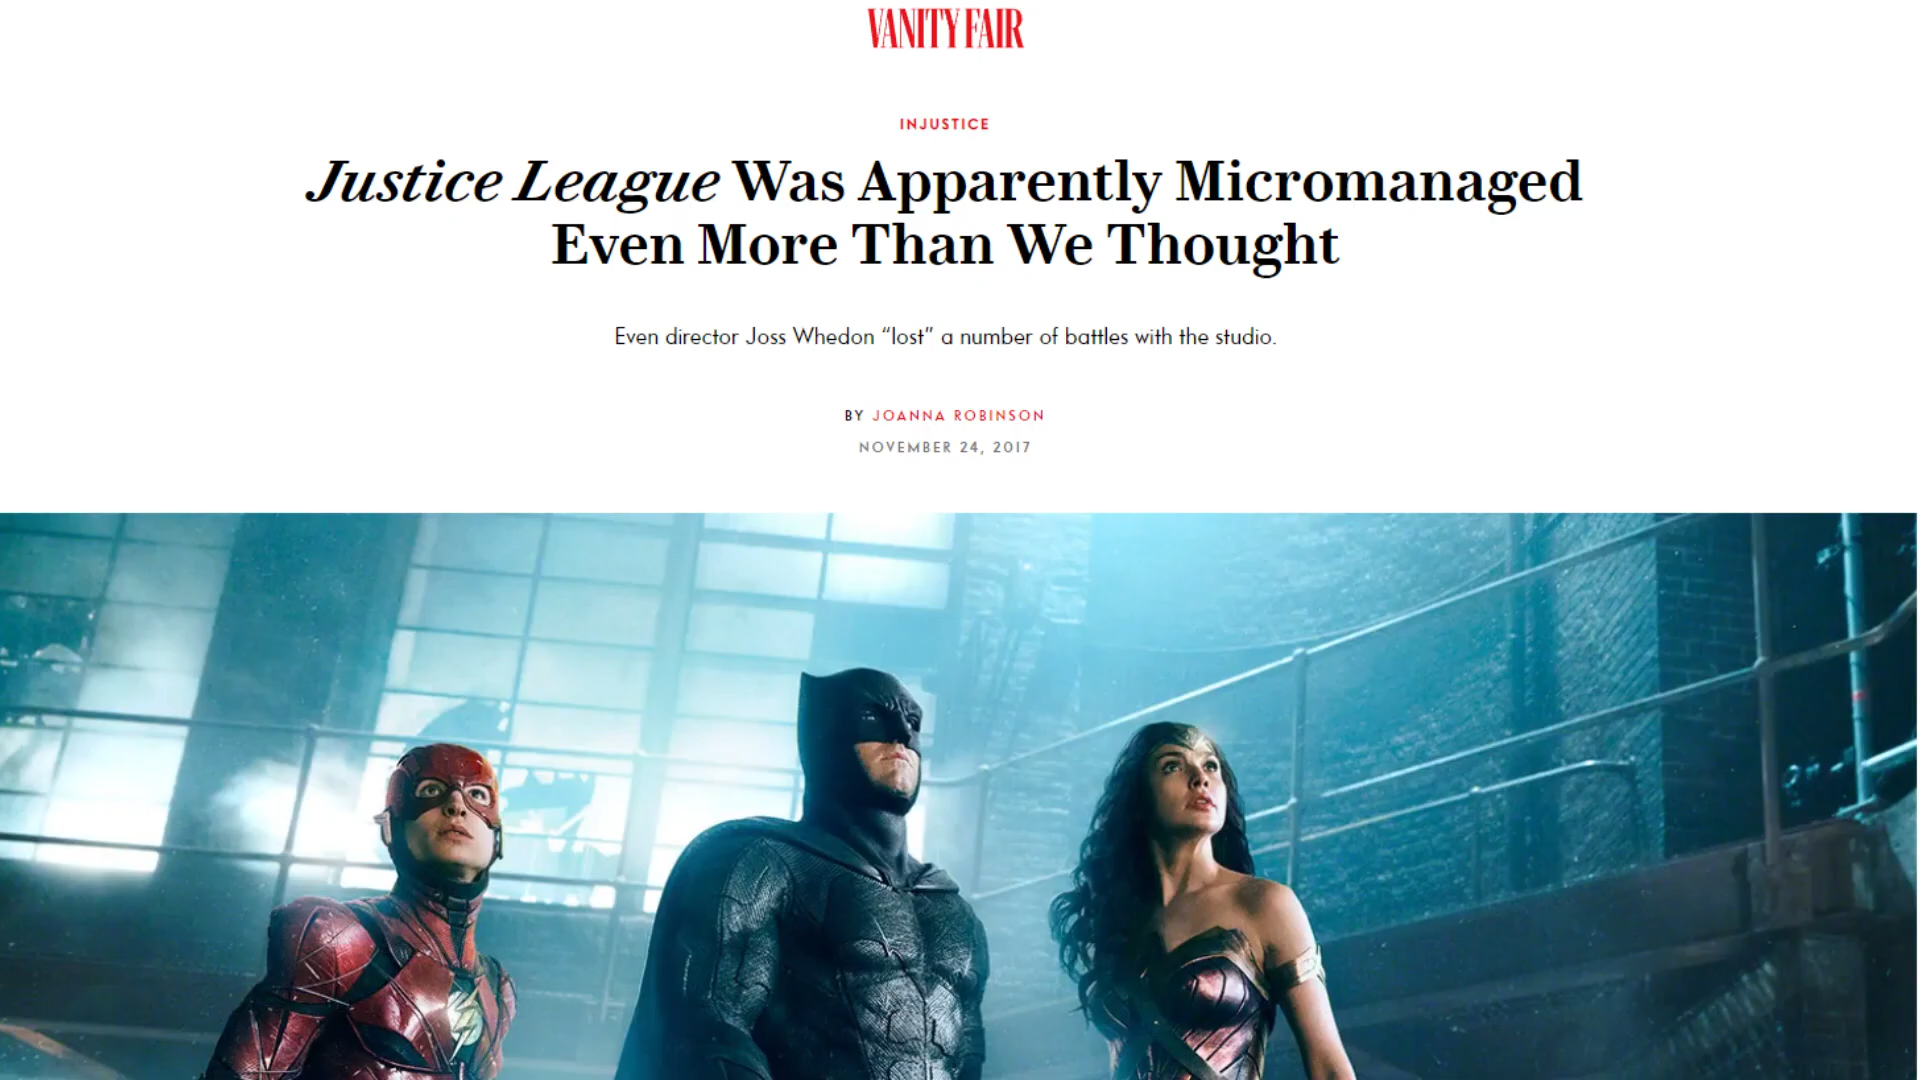 VANITY FAIR
INJUSTICE
Justice League Was Apparently Micromanaged
Even More Than We Thought
Even director Joss Whedon “lost” a number of battles with the studio.
BY JOANNA ROBINSON
NOVEMBER 24, 2017